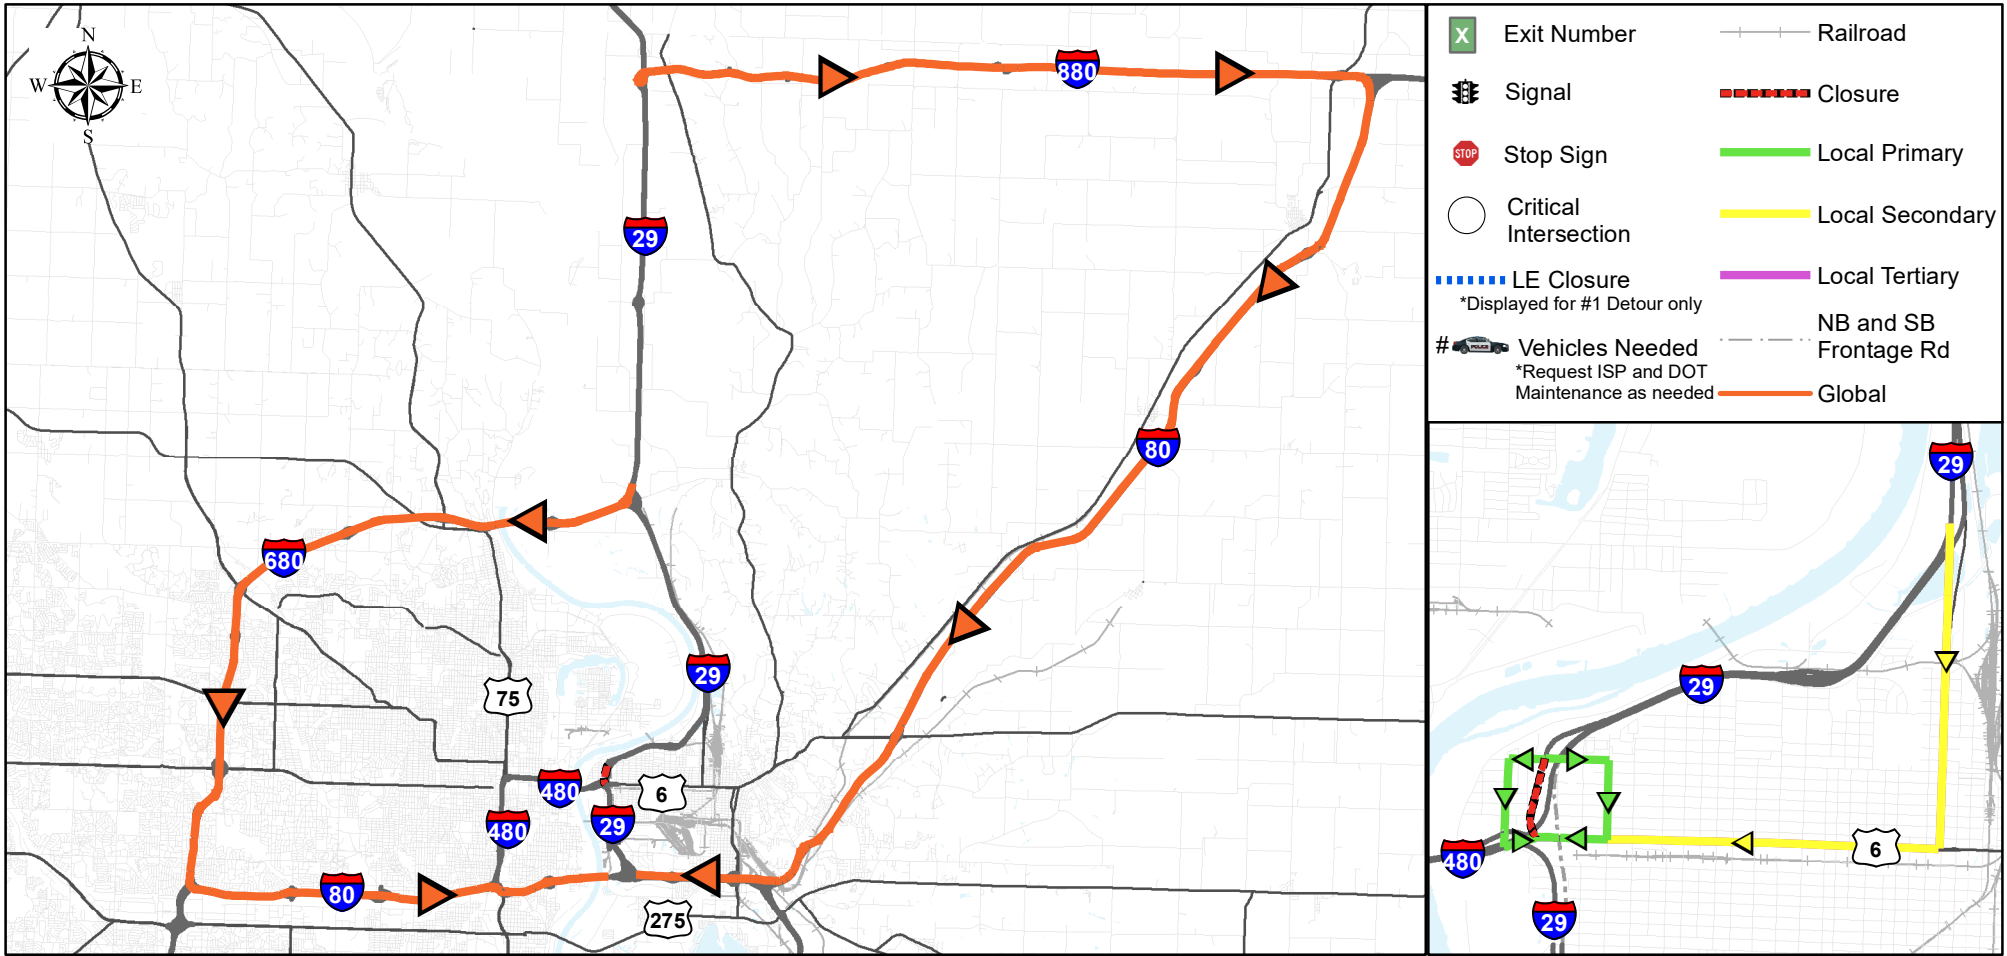 N
W E
S
880
29
80
680
29
75
480
6
480
29
80
275
X Exit Number
Signal
STOP Stop Sign
Critical
Intersection
LE Closure
*Displayed for #1 Detour only
# POLICE Vehicles Needed
*Request ISP and DOT
Maintenance as needed
Railroad
Closure
Local Primary
Local Secondary
Local Tertiary
NB and SB
Frontage Rd
Global
29
29
6
480
29